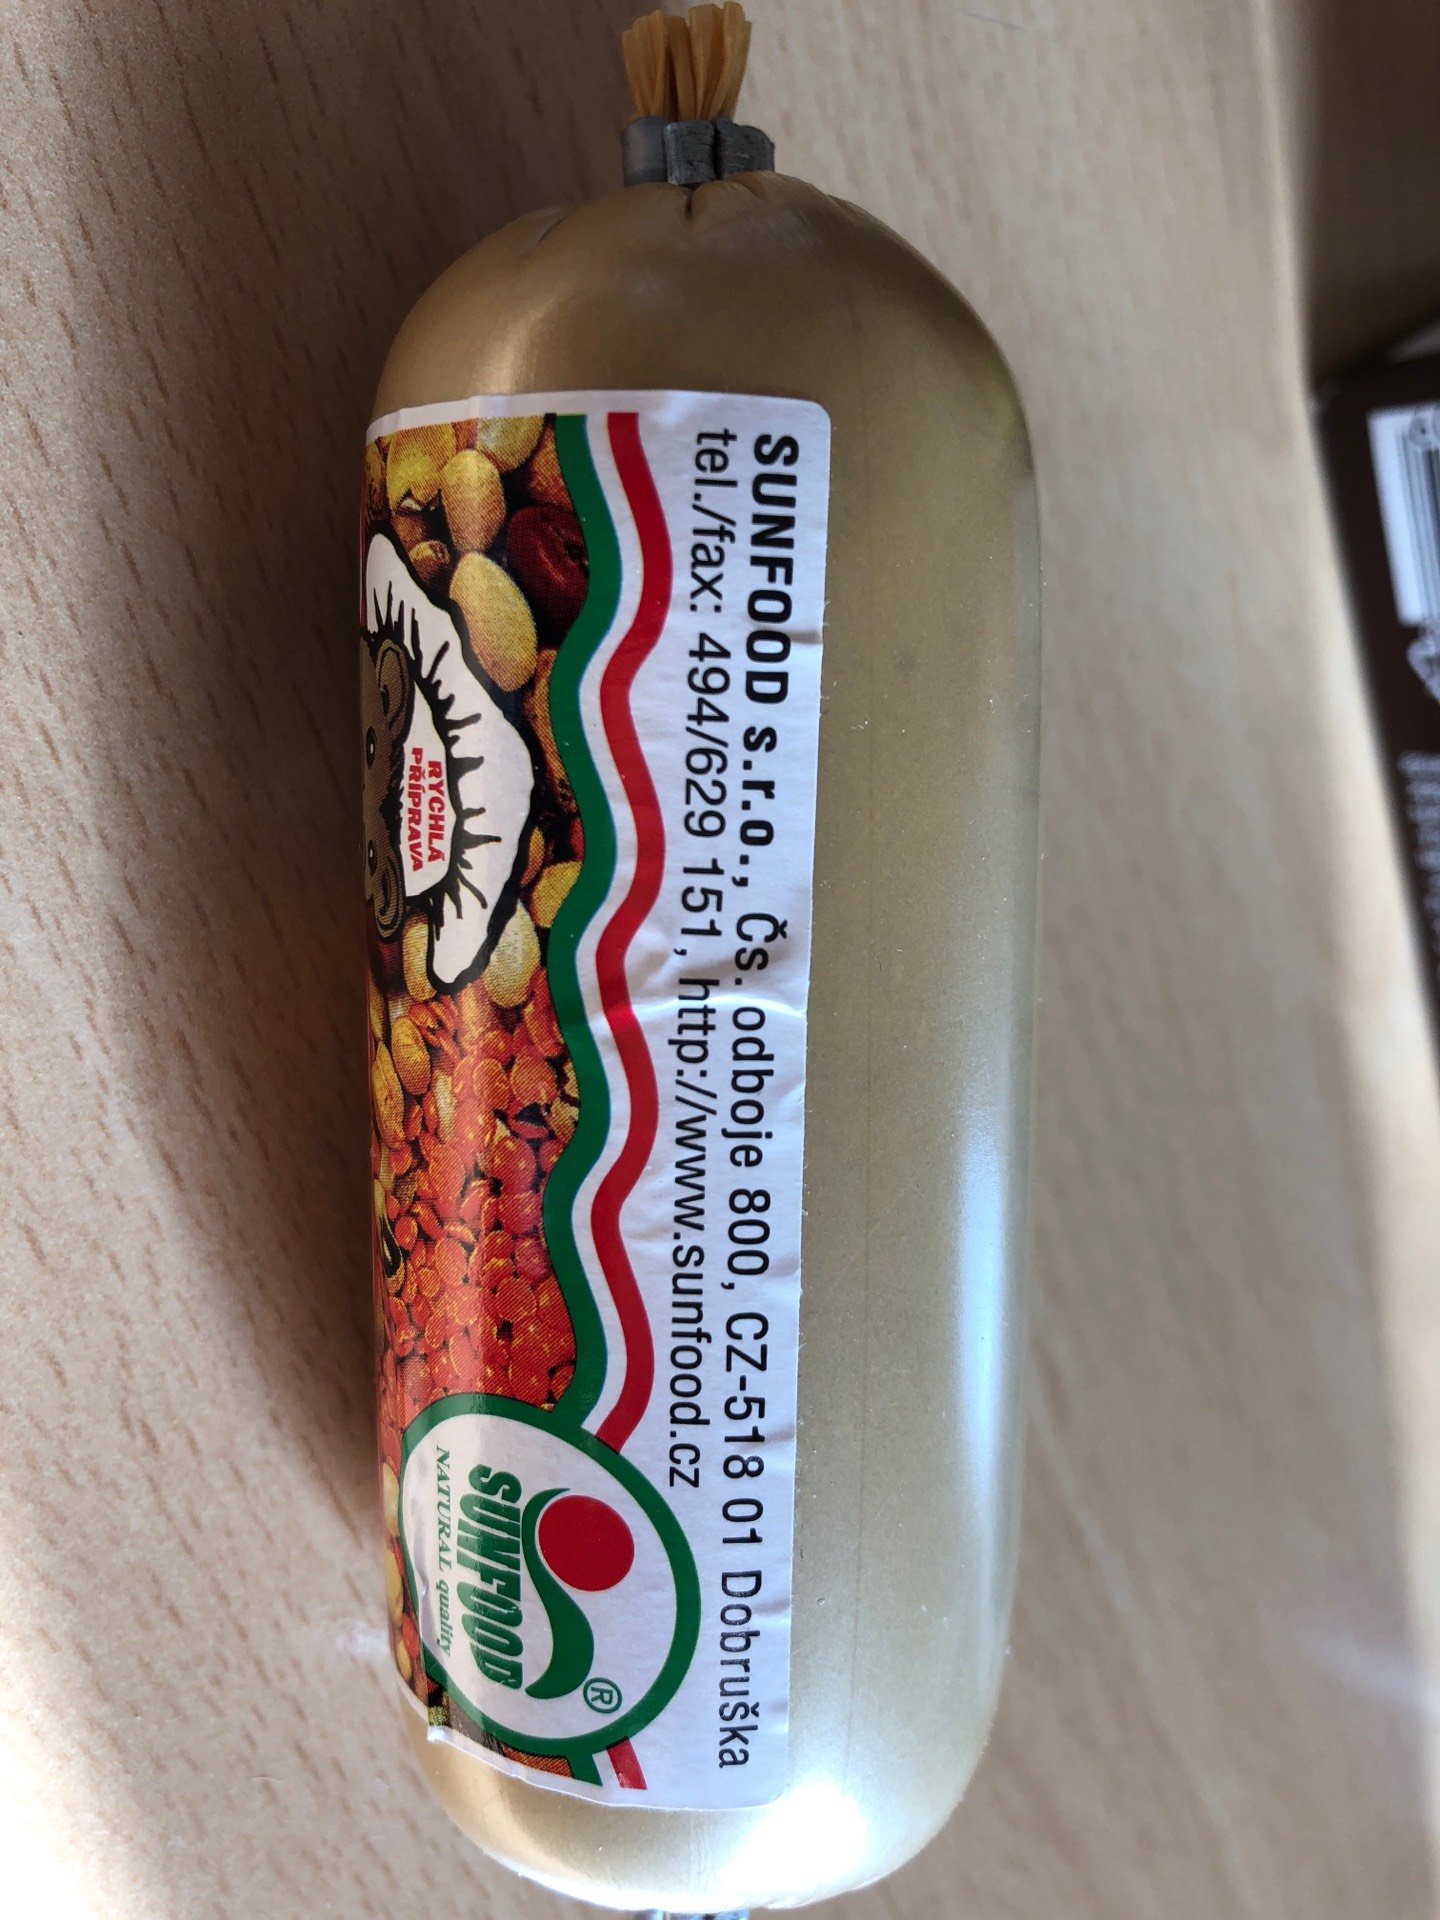 SUNFOOD s.r.o., Čs. odboje 800, CZ-518 01 Dobruška
tel./fax: 494/629 151, http://www.sunfood.cz
RYCHLÁ
PŘÍPRAVA
SUNFOOD®
NATURAL quality